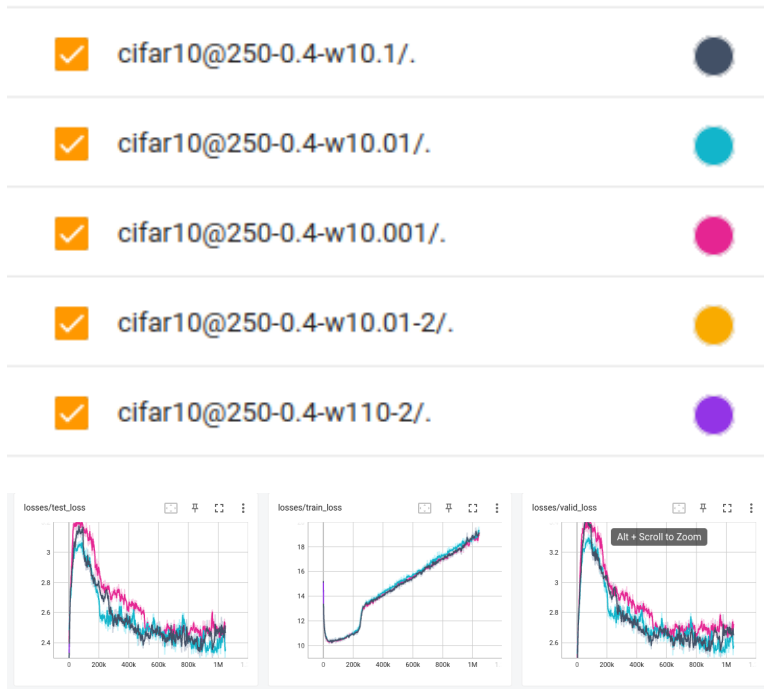 cifar10@250-0.4-w10.1/.
cifar10@250-0.4-w10.01/.
cifar10@250-0.4-w10.001/.
cifar10@250-0.4-w10.01-2/.
cifar10@250-0.4-w110-2/.
losses/test_loss
3
2.8
2.6
2.4
0 200k 400k 600k 800k 1M 1.
losses/train_loss
18
16
14
12
10
0 200k 400k 600k 800k 1M 1.
losses/valid_loss
Alt + Scroll to Zoom
3.2
3
2.8
2.6
0 200k 400k 600k 800k 1M 1.